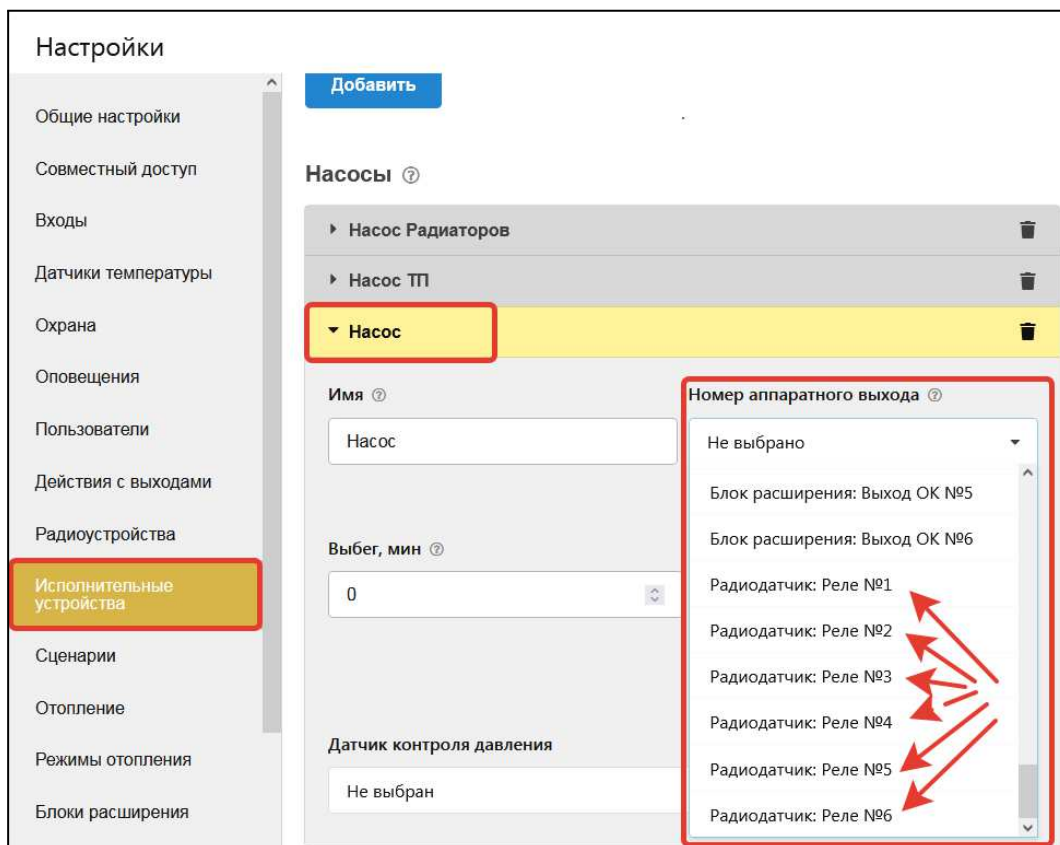 Настройки
Общие настройки
Совместный доступ
Входы
Датчики температуры
Охрана
Оповещения
Пользователи
Действия с выходами
Радиоустройства
Исполнительные
устройства
Сценарии
Отопление
Режимы отопления
Блоки расширения
Добавить
Насосы
Насос Радиаторов
Насос ТП
Насос
Имя
Насос
Выбег, мин
0
Датчик контроля давления
Не выбран
Номер аппаратного выхода
Не выбрано
Блок расширения: Выход ОК №5
Блок расширения: Выход ОК №6
Радиодатчик: Реле №1
Радиодатчик: Реле №2
Радиодатчик: Реле №3
Радиодатчик: Реле №4
Радиодатчик: Реле №5
Радиодатчик: Реле №6